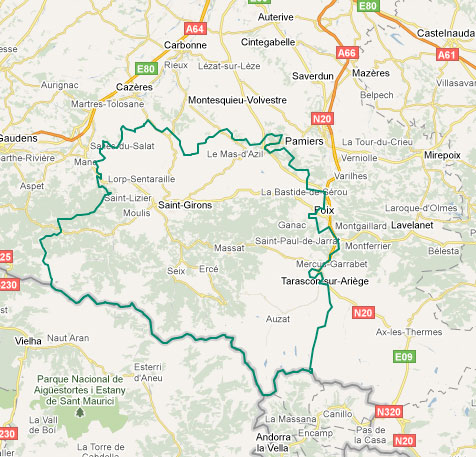 Auterive
E80
Castelnauda
A64
Carbonne
Cintegabelle
A66
A61
Rieux
Lézat-sur-Lèze
E80
Saverdun
Mazères
Aurignac
Cazères
Villasavar
Belpech
Martres-Tolosane
Montesquieu-Volvestre
N20
Gaudens
Salies-du-Salat
Pamiers
La Tour-du-Crieu
Mirepoix
arthe-Rivière
Mane
Le Mas-d'Azil
Verniolle
Varilhes
Aspet
Lorp-Sentaraille
La Bastide-de-Sérou
Saint-Lizier
Saint-Girons
Moulis
Foix
Laroque-d'Olmes
Ganac
Montgaillard
Lavelanet
Saint-Paul-de-Jarrat
Montferrier
Massat
Bélesta
25
Seix
Ercé
Mercus-Garrabet
230
Tarascon-sur-Ariège
Auzat
N20
Vielha
Naut Aran
Ax-les-Thermes
E09
Esterri
d'Aneu
Parque Nacional de
Aigüestortes i Estany
de Sant Maurici
La Vall
de Boí
La Massana
Canillo
N320
230
Encamp
Pas de
la Casa
Andorra
la Vella
N20
La Torre de
Cabdella